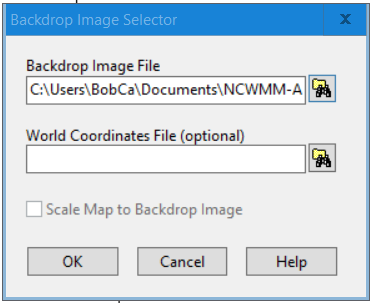 Backdrop Image Selector
x
Backdrop Image File
C:\Users\BobCa\Documents\NCWMM-A
World Coordinates File (optional)
Scale Map to Backdrop Image
OK Cancel Help